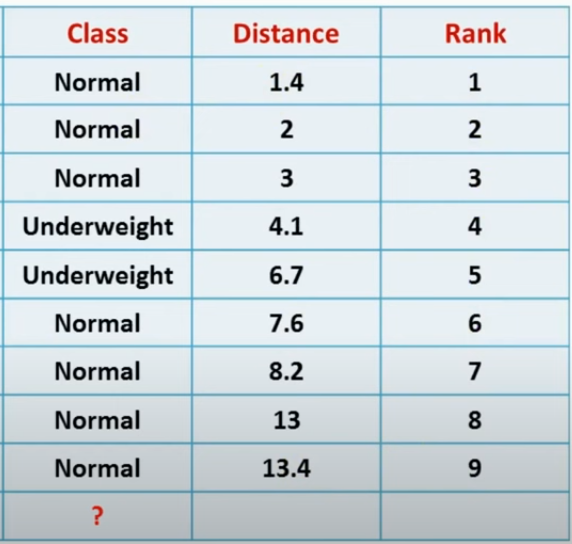 Class Distance Rank
Normal 1.4 1
Normal 2 2
Normal 3 3
Underweight 4.1 4
Underweight 6.7 5
Normal 7.6 6
Normal 8.2 7
Normal 13 8
Normal 13.4 9
?